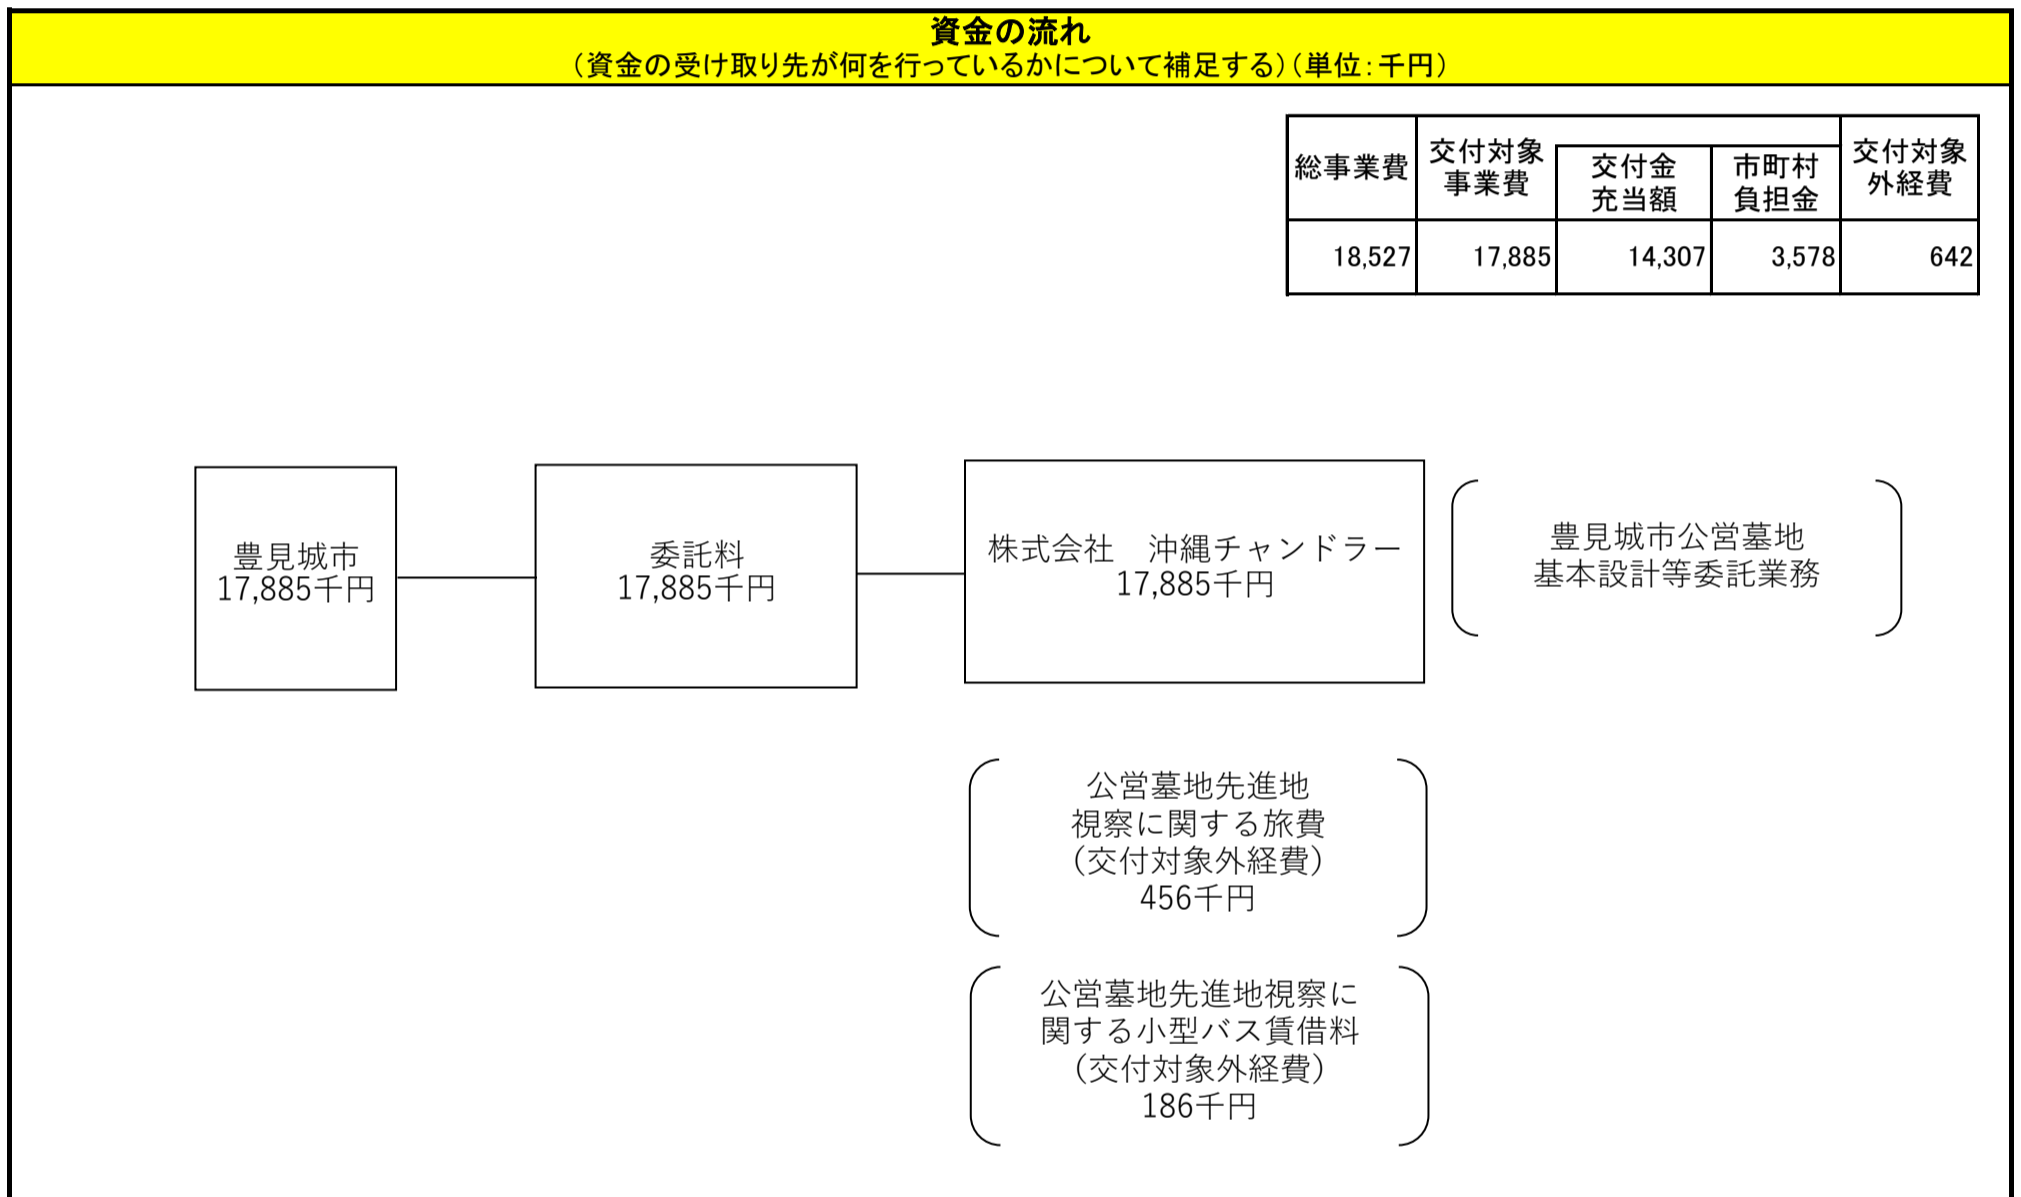 資金の流れ
（資金の受け取り先が何を行っているかについて補足する）（単位：千円）
総事業費
交付対象
事業費
交付金
充当額
市町村
負担金
交付対象
外経費
18,527
17,885
14,307
3,578
642
豊見城市
17,885千円
委託料
17,885千円
株式会社　沖縄チャンドラー
17,885千円
豊見城市公営墓地
基本設計等委託業務
公営墓地先進地
視察に関する旅費
（交付対象外経費）
456千円
公営墓地先進地視察に
関する小型バス賃借料
（交付対象外経費）
186千円